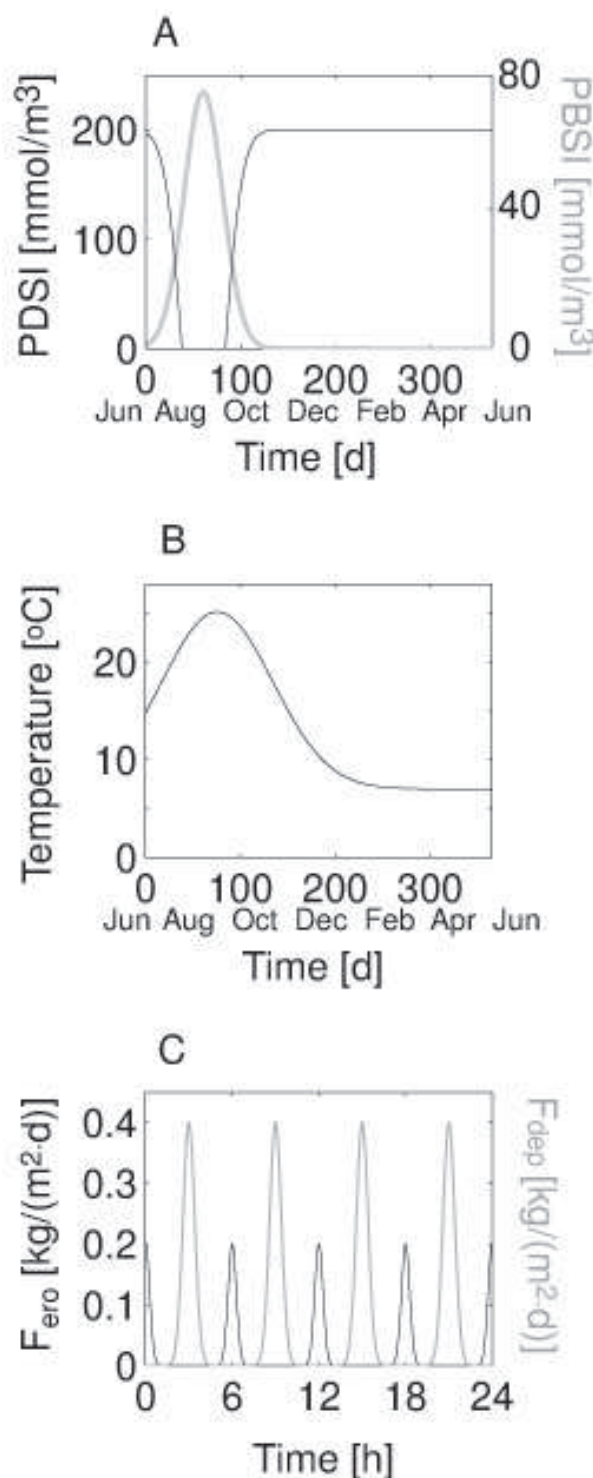 A
PDSI [mmol/m3]
200
100
0
80
40
0
PBSI [mmol/m3]
0 100 200 300
Jun Aug Oct Dec Feb Apr Jun
Time [d]
B
Temperature [oC]
20
10
0
0 100 200 300
Jun Aug Oct Dec Feb Apr Jun
Time [d]
C
Fero [kg/(m2·d)]
0.4
0.3
0.2
0.1
0
Fdep [kg/(m2·d)]
0 6 12 18 24
Time [h]